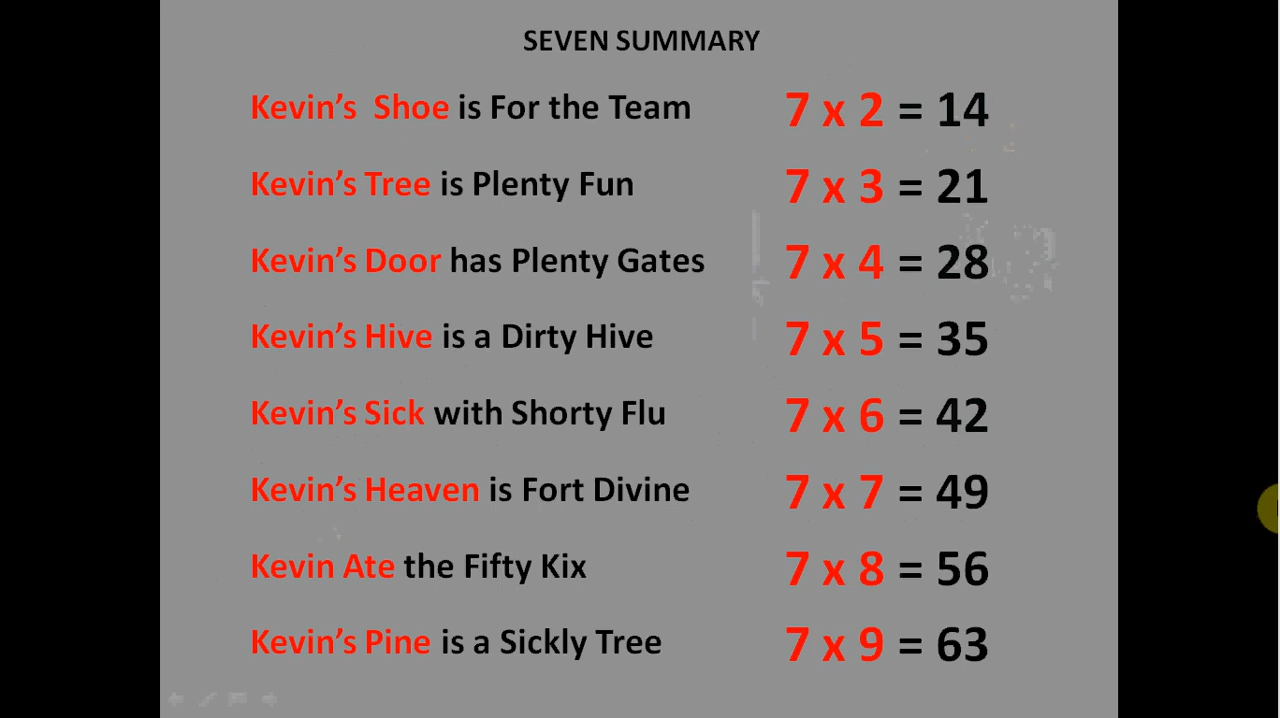 SEVEN SUMMARY
Kevin’s  Shoe is For the Team 7 x 2 = 14
Kevin’s Tree is Plenty Fun 7 x 3 = 21
Kevin’s Door has Plenty Gates 7 x 4 = 28
Kevin’s Hive is a Dirty Hive 7 x 5 = 35
Kevin’s Sick with Shorty Flu 7 x 6 = 42
Kevin’s Heaven is Fort Divine 7 x 7 = 49
Kevin Ate the Fifty Kix 7 x 8 = 56
Kevin’s Pine is a Sickly Tree 7 x 9 = 63